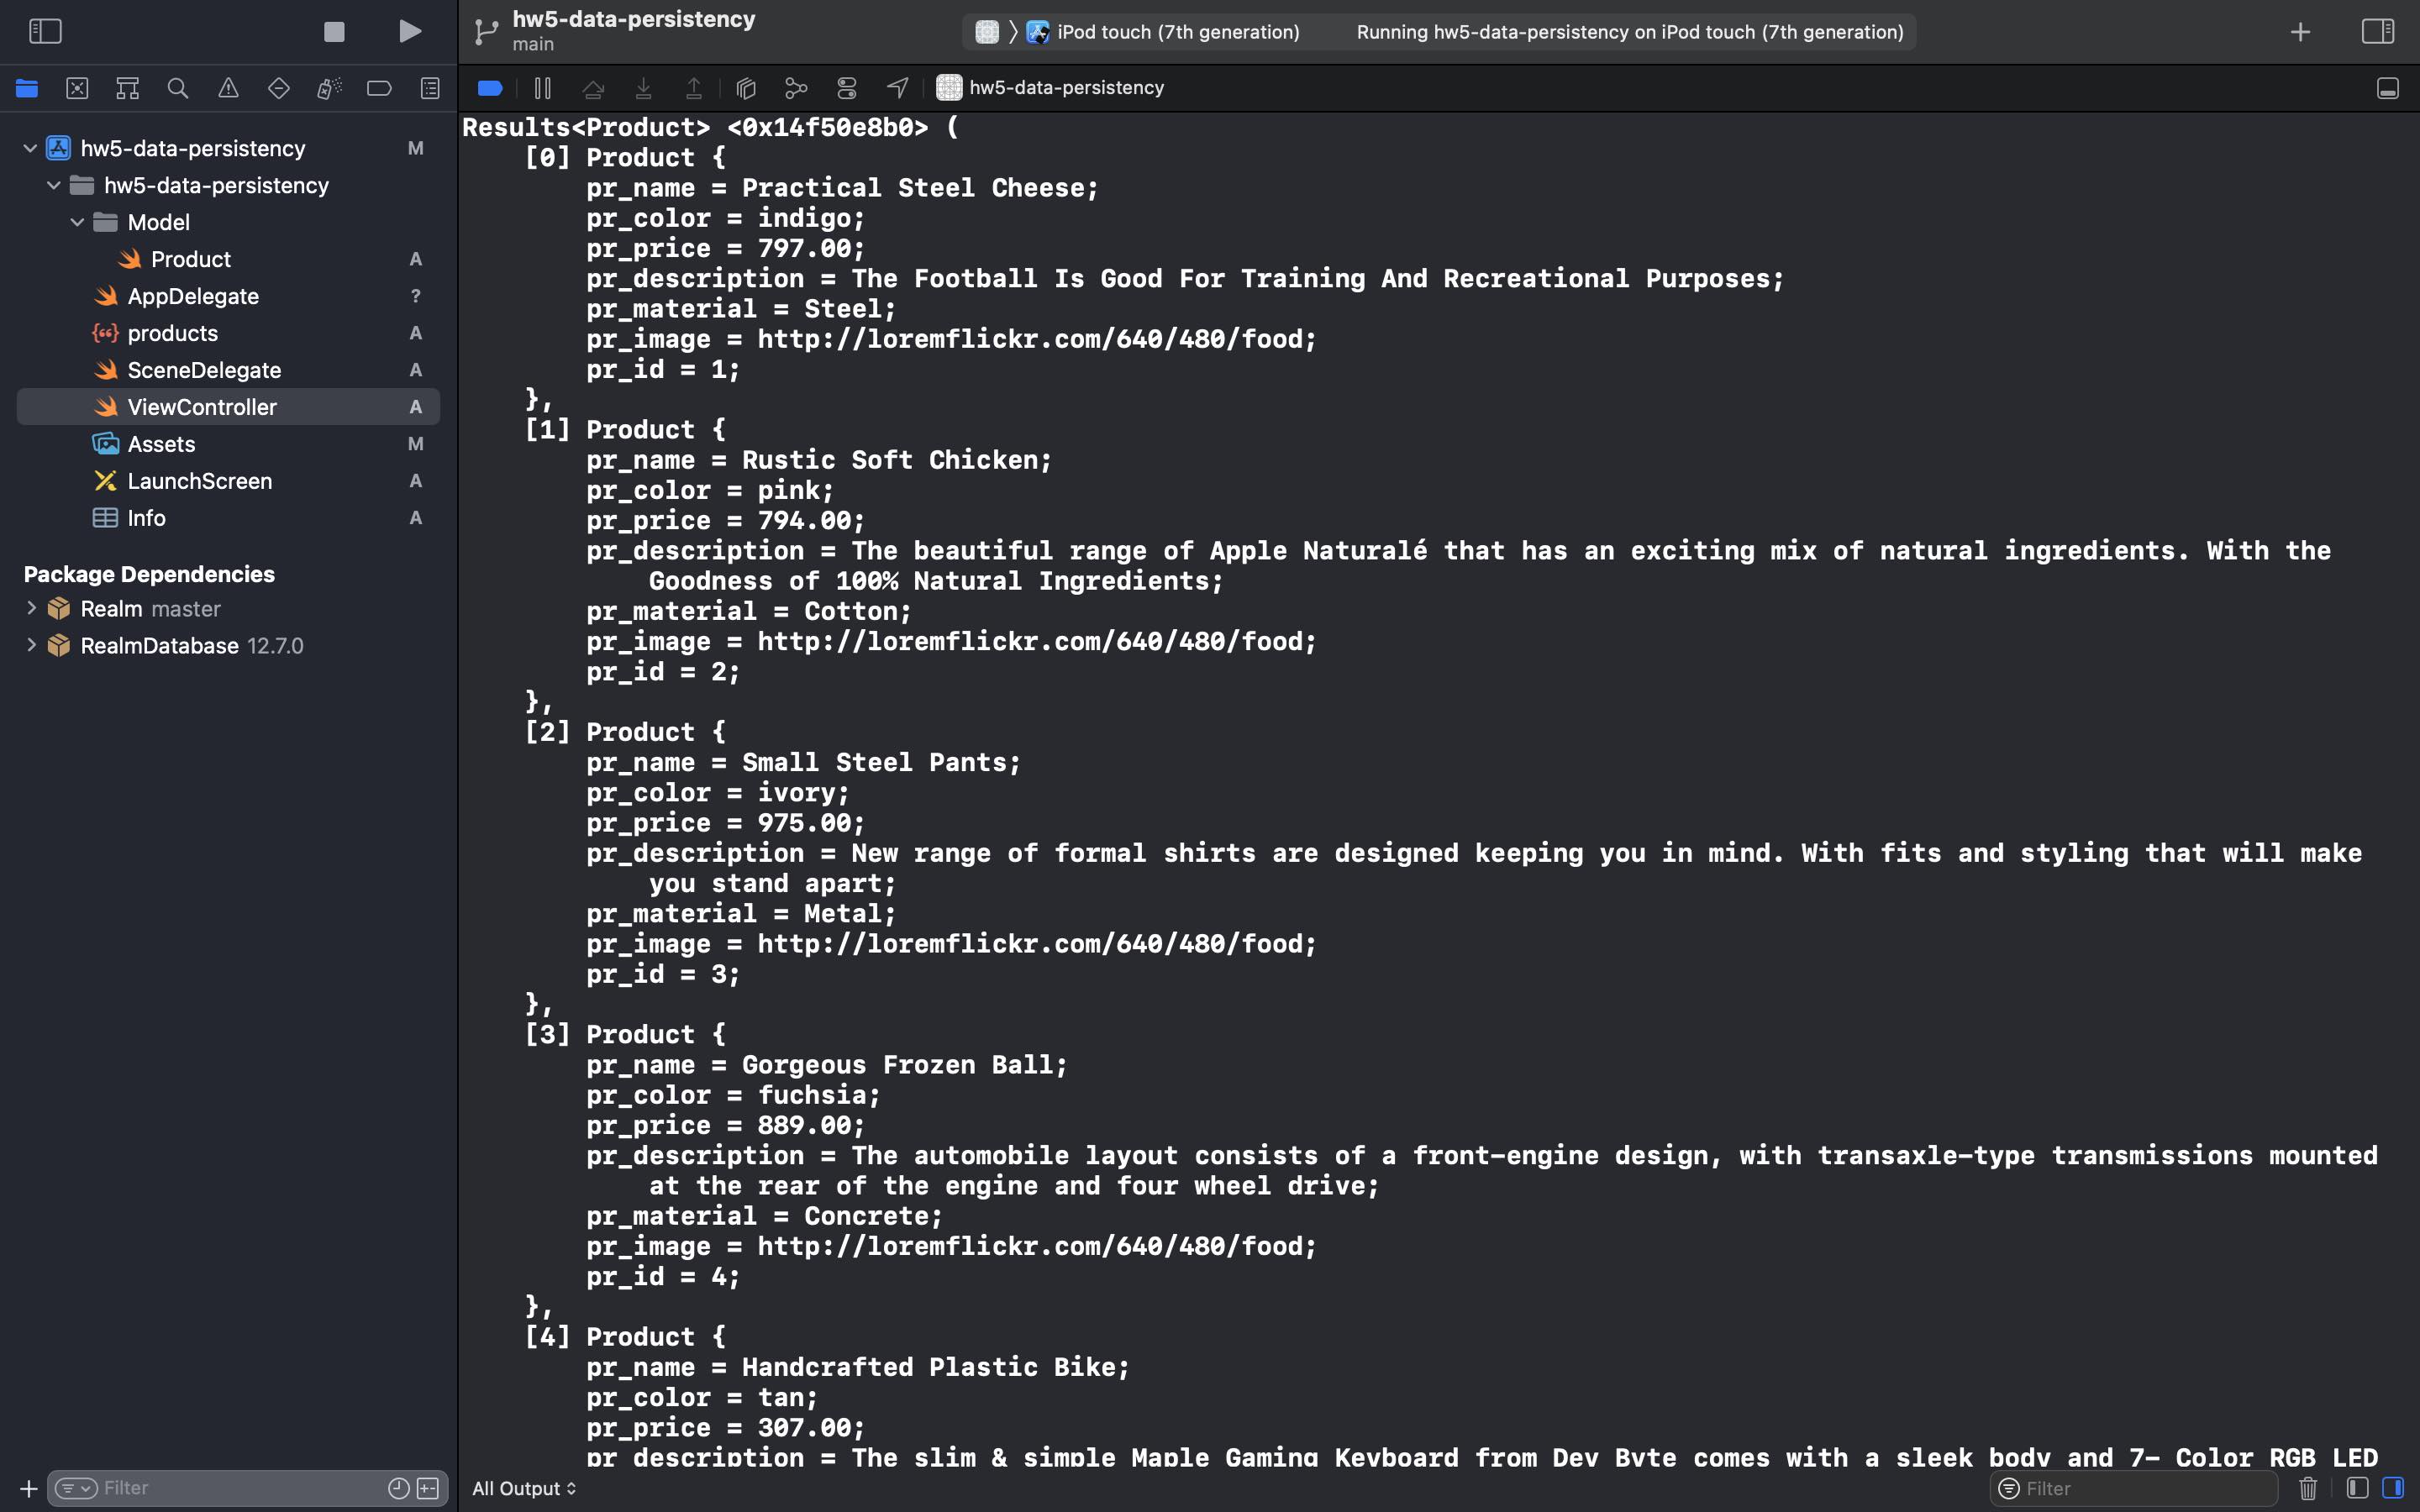 hw5-data-persistency
main
iPod touch (7th generation)
Running hw5-data-persistency on iPod touch (7th generation)
hw5-data-persistency
hw5-data-persistency M
hw5-data-persistency
Model
Product A
AppDelegate ?
products A
SceneDelegate A
ViewController A
Assets M
LaunchScreen A
Info A
Package Dependencies
Realm master
RealmDatabase 12.7.0
Filter
Results<Product> <0x14f50e8b0> (
[0] Product {
pr_name = Practical Steel Cheese;
pr_color = indigo;
pr_price = 797.00;
pr_description = The Football Is Good For Training And Recreational Purposes;
pr_material = Steel;
pr_image = http://loremflickr.com/640/480/food;
pr_id = 1;
},
[1] Product {
pr_name = Rustic Soft Chicken;
pr_color = pink;
pr_price = 794.00;
pr_description = The beautiful range of Apple Naturalé that has an exciting mix of natural ingredients. With the
Goodness of 100% Natural Ingredients;
pr_material = Cotton;
pr_image = http://loremflickr.com/640/480/food;
pr_id = 2;
},
[2] Product {
pr_name = Small Steel Pants;
pr_color = ivory;
pr_price = 975.00;
pr_description = New range of formal shirts are designed keeping you in mind. With fits and styling that will make
you stand apart;
pr_material = Metal;
pr_image = http://loremflickr.com/640/480/food;
pr_id = 3;
},
[3] Product {
pr_name = Gorgeous Frozen Ball;
pr_color = fuchsia;
pr_price = 889.00;
pr_description = The automobile layout consists of a front-engine design, with transaxle-type transmissions mounted
at the rear of the engine and four wheel drive;
pr_material = Concrete;
pr_image = http://loremflickr.com/640/480/food;
pr_id = 4;
},
[4] Product {
pr_name = Handcrafted Plastic Bike;
pr_color = tan;
pr_price = 307.00;
pr_description = The slim & simple Maple Gaming Keyboard from Dev Byte comes with a sleek body and 7- Color RGB LED
All Output
Filter